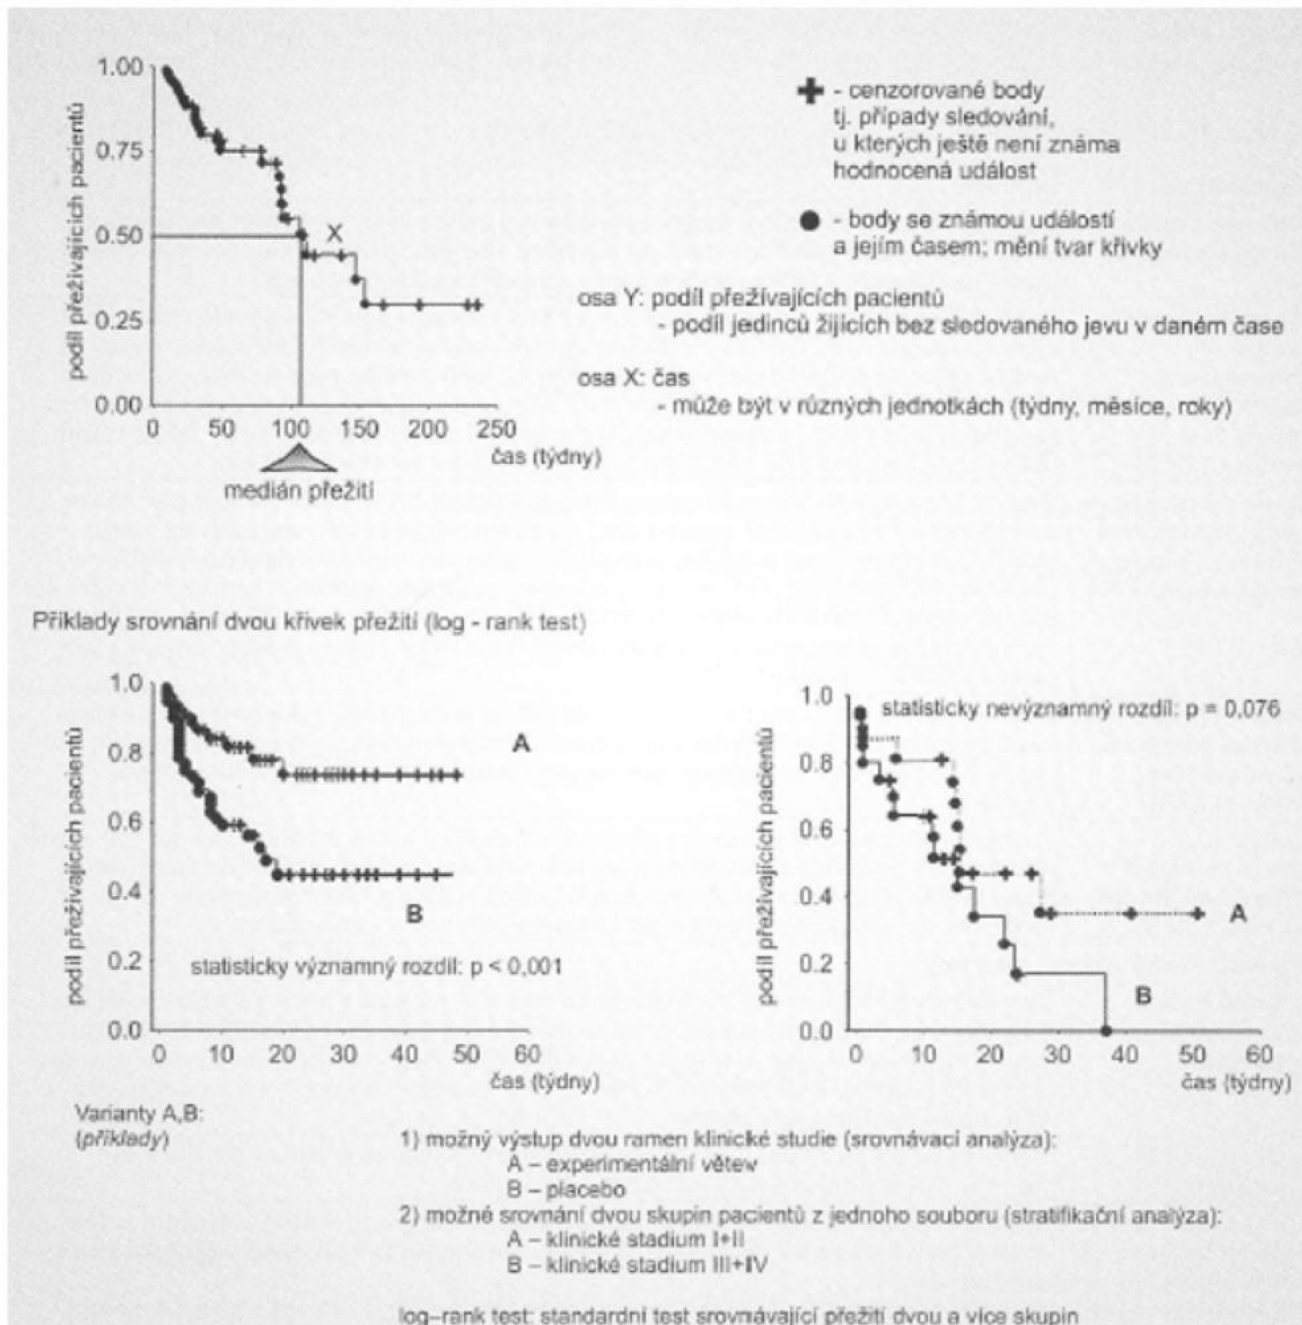 1.00
0.75
0.50
0.25
0.00
podíl přežívajících pacientů
X
0 50 100 150 200 250
čas (týdny)
medián přežití
- cenzorované body
tj. případy sledování,
u kterých ještě není známa
hodnocená událost
- body se známou událostí
a jejím časem; mění tvar křivky
osa Y: podíl přežívajících pacientů
- podíl jedinců žijících bez sledovaného jevu v daném čase
osa X: čas
- může být v různých jednotkách (týdny, měsíce, roky)
Příklady srovnání dvou křivek přežití (log - rank test)
1.0
0.8
0.6
0.4
0.2
0.0
podíl přežívajících pacientů
A
B
statisticky významný rozdíl: p < 0,001
0 10 20 30 40 50 60
čas (týdny)
1.0
0.8
0.6
0.4
0.2
0.0
podíl přežívajících pacientů
statisticky nevýznamný rozdíl: p = 0,076
A
B
0 10 20 30 40 50 60
čas (týdny)
Varianty A,B:
(příklady)
1) možný výstup dvou ramen klinické studie (srovnávací analýza):
A – experimentální větev
B – placebo
2) možné srovnání dvou skupin pacientů z jednoho souboru (stratifikační analýza):
A – klinické stadium I+II
B – klinické stadium III+IV
log–rank test: standardní test srovnávající přežití dvou a více skupin